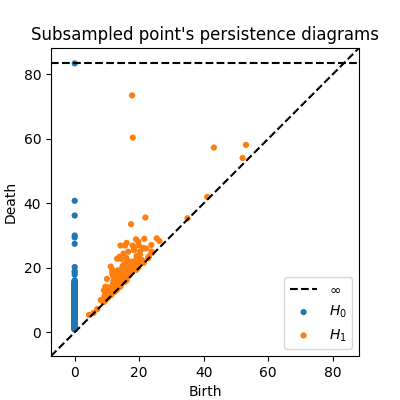 Subsampled point's persistence diagrams
80
60
40
20
0
Death
0 20 40 60 80
Birth
∞
H₀
H₁